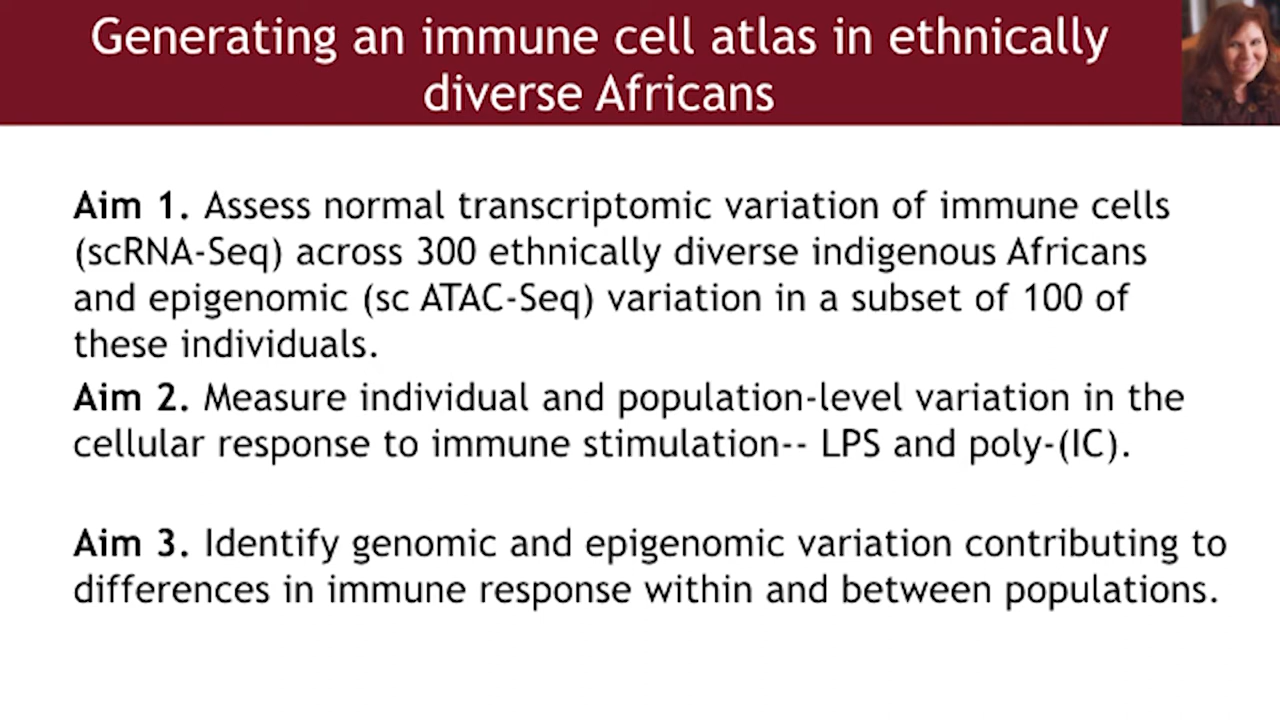 Generating an immune cell atlas in ethnically
diverse Africans
Aim 1. Assess normal transcriptomic variation of immune cells
(scRNA-Seq) across 300 ethnically diverse indigenous Africans
and epigenomic (sc ATAC-Seq) variation in a subset of 100 of
these individuals.
Aim 2. Measure individual and population-level variation in the
cellular response to immune stimulation-- LPS and poly-(IC).
Aim 3. Identify genomic and epigenomic variation contributing to
differences in immune response within and between populations.